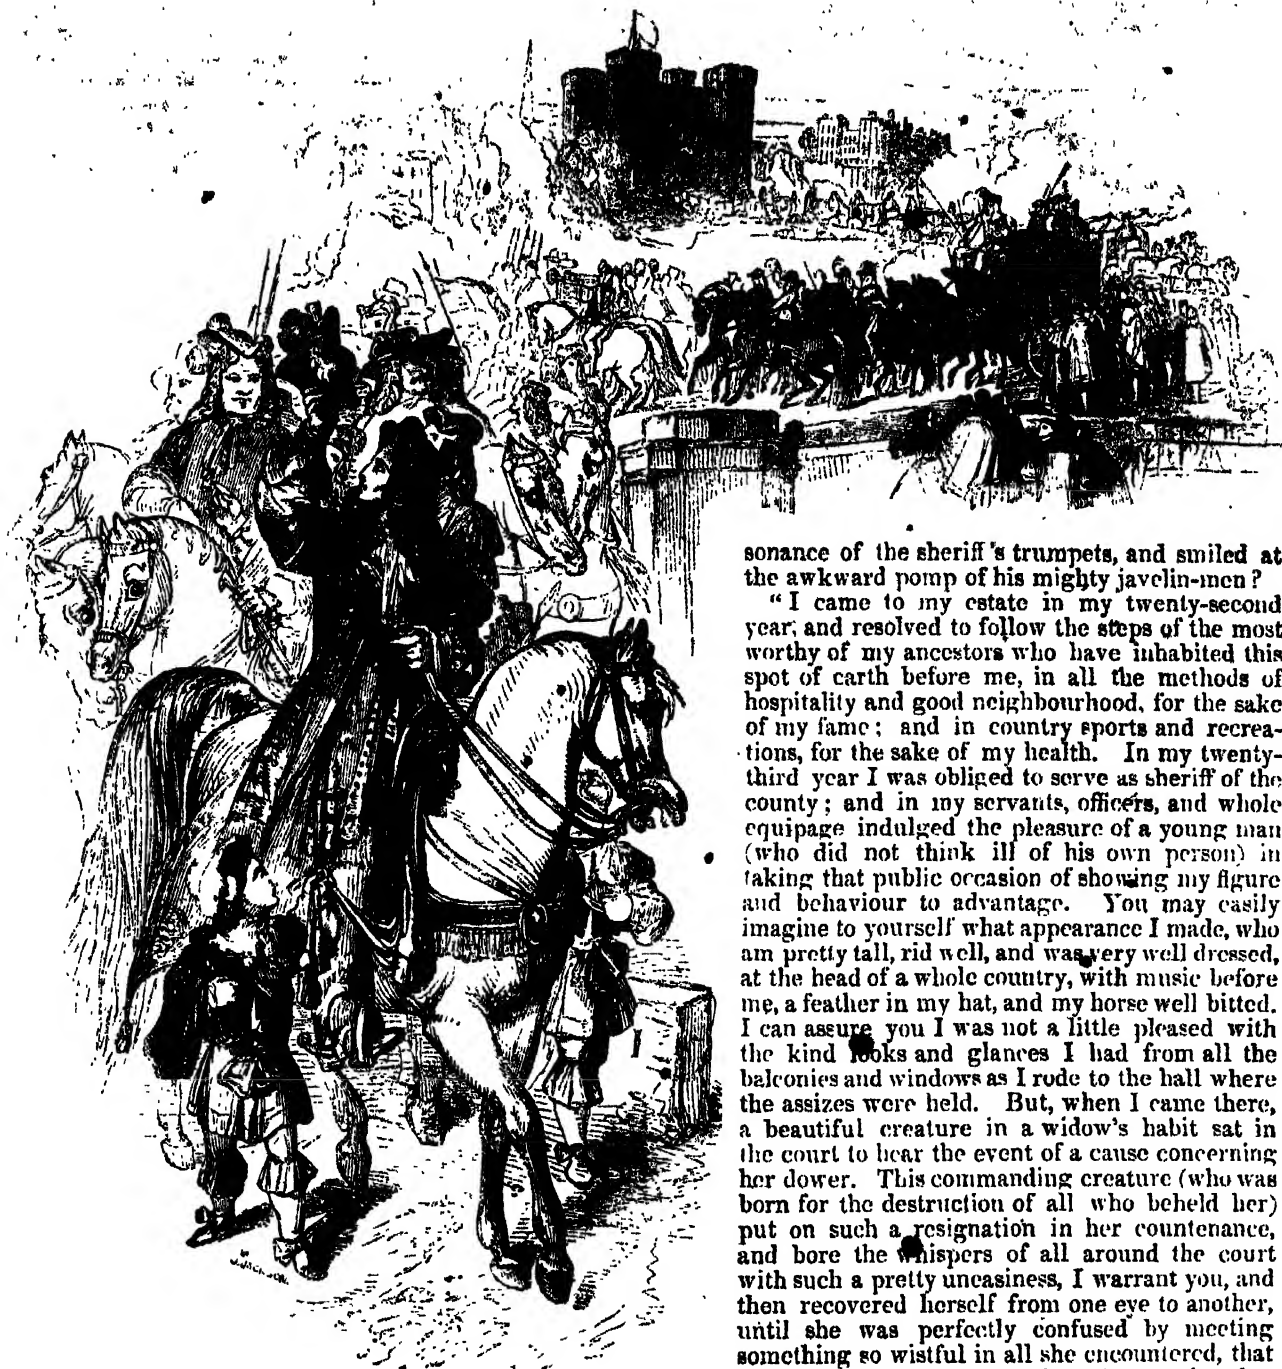 sonance of the sheriff's trumpets, and smiled at
the awkward pomp of his mighty javelin-men?
"I came to my estate in my twenty-second
year, and resolved to follow the steps of the most
worthy of my ancestors who have inhabited this
spot of earth before me, in all the methods of
hospitality and good neighbourhood, for the sake
of my fame; and in country sports and recrea-
tions, for the sake of my health. In my twenty-
third year I was obliged to serve as sheriff of the
county; and in my servants, officers, and whole
equipage indulged the pleasure of a young man
(who did not think ill of his own person) in
taking that public occasion of showing my figure
and behaviour to advantage. You may easily
imagine to yourself what appearance I made, who
am pretty tall, rid well, and was very well dressed,
at the head of a whole country, with music before
me, a feather in my hat, and my horse well bitted.
I can assure you I was not a little pleased with
the kind looks and glances I had from all the
balconies and windows as I rode to the hall where
the assizes were held. But, when I came there,
a beautiful creature in a widow's habit sat in
the court to hear the event of a cause concerning
her dower. This commanding creature (who was
born for the destruction of all who beheld her)
put on such a resignation in her countenance,
and bore the whispers of all around the court
with such a pretty uneasiness, I warrant you, and
then recovered herself from one eye to another,
until she was perfectly confused by meeting
something so wistful in all she encountered, that